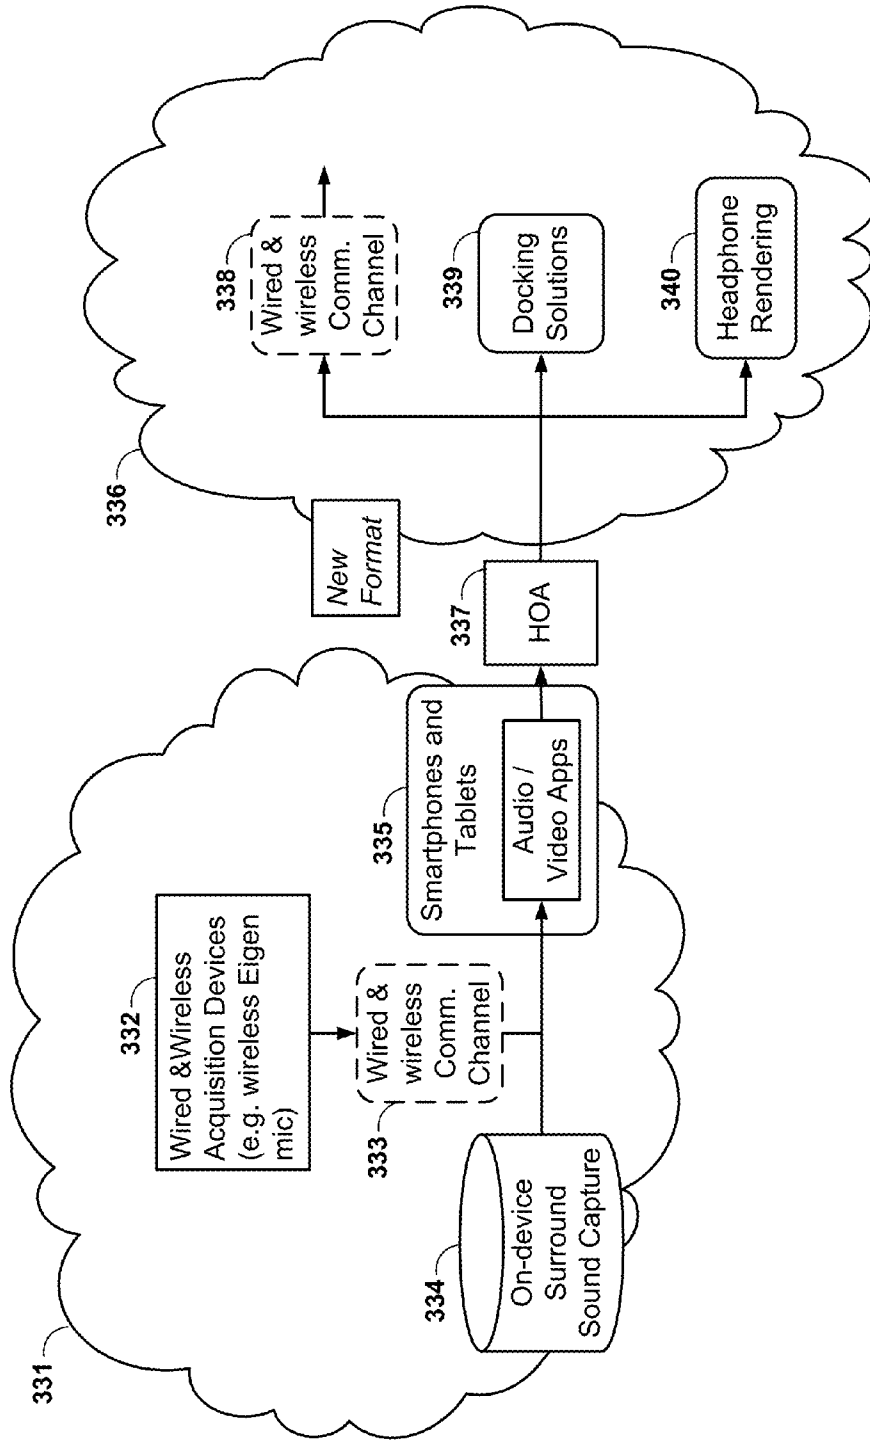 331
332
Wired &Wireless
Acquisition Devices
(e.g. wireless Eigen
mic)
333
Wired &
wireless
Comm.
Channel
334
On-device
Surround
Sound Capture
335
Smartphones and
Tablets
Audio /
Video Apps
New
Format
337
HOA
336
338
Wired &
wireless
Comm.
Channel
339
Docking
Solutions
340
Headphone
Rendering